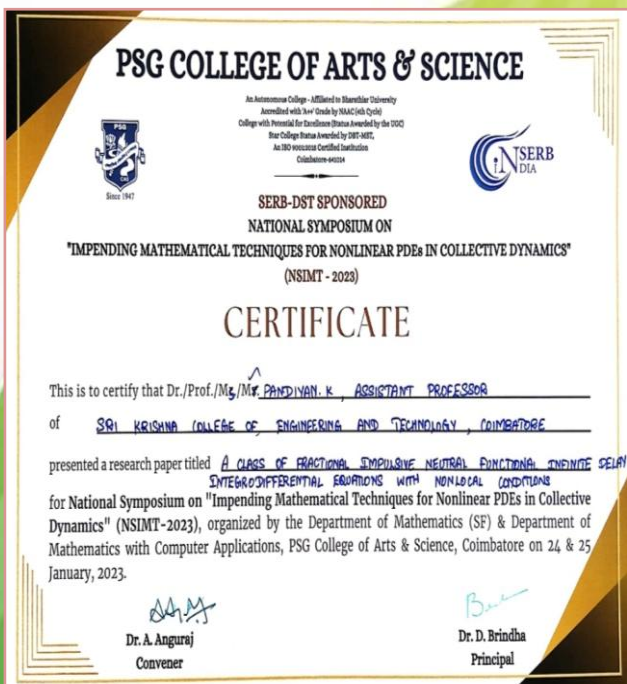 PSG COLLEGE OF ARTS & SCIENCE
An Autonomous College - Affiliated to Bharathiar University
Accredited with 'A++' Grade by NAAC (4th Cycle)
College with Potential for Excellence (Status Awarded by the UGC)
Star College Status Awarded by DBT-MST,
An ISO 9001:2015 Certified Institution
Coimbatore-641014
PSG
CAS
Since 1947
SERB
INDIA
SERB-DST SPONSORED
NATIONAL SYMPOSIUM ON
"IMPENDING MATHEMATICAL TECHNIQUES FOR NONLINEAR PDEs IN COLLECTIVE DYNAMICS"
(NSIMT - 2023)
CERTIFICATE
This is to certify that Dr./Prof./Ms./Mr. PANDIYAN. K , ASSISTANT PROFESSOR
of SRI KRISHNA COLLEGE OF ENGINEERING AND TECHNOLOGY , COIMBATORE
presented a research paper titled A CLASS OF FRACTIONAL IMPULSIVE NEUTRAL FUNCTIONAL INFINITE DELAY
INTEGRODIFFERENTIAL EQUATIONS WITH NONLOCAL CONDITIONS
for National Symposium on "Impending Mathematical Techniques for Nonlinear PDEs in Collective
Dynamics" (NSIMT-2023), organized by the Department of Mathematics (SF) & Department of
Mathematics with Computer Applications, PSG College of Arts & Science, Coimbatore on 24 & 25
January, 2023.
Dr. A. Anguraj
Convener
Dr. D. Brindha
Principal